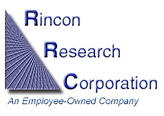 Rincon
Research
Corporation
An Employee-Owned Company